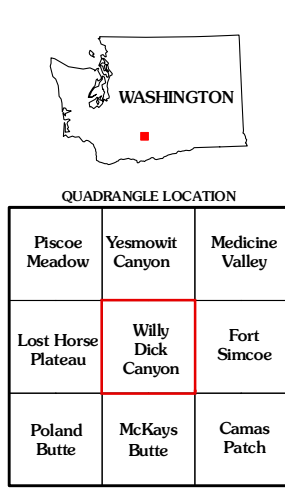 WASHINGTON
QUADRANGLE LOCATION
Piscoe
Meadow
Yesmowit
Canyon
Medicine
Valley
Lost Horse
Plateau
Willy
Dick
Canyon
Fort
Simcoe
Poland
Butte
McKays
Butte
Camas
Patch